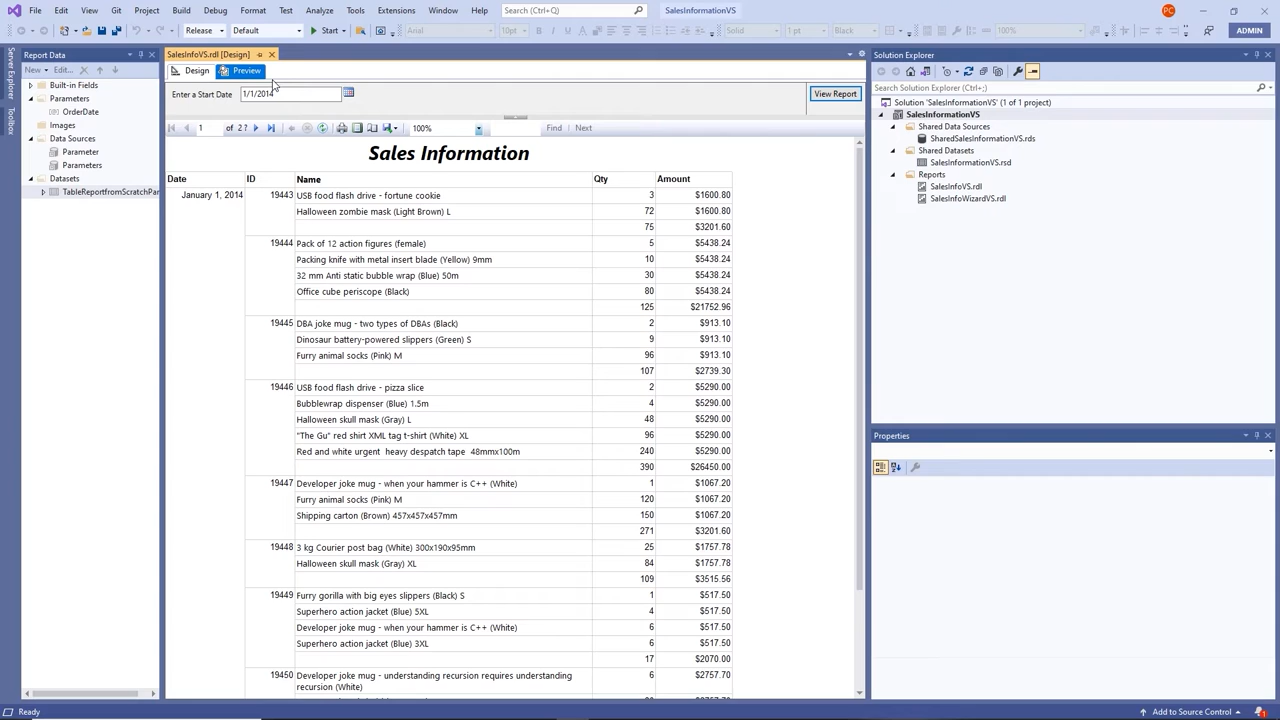 File Edit View Git Project Build Debug Format Test Analyze Tools Extensions Window Help Search (Ctrl+;) SalesInformationVS PC
Release Default Start Arial 10pt Solid 1 pt Black ADMIN
Server Explorer
Toolbox
Report Data
New Edit...
Built-in Fields
Parameters
OrderDate
Images
Data Sources
Parameter
Parameters
Datasets
TableReportfromScratchPar
SalesInfoVS.rdl [Design]
Design Preview
Enter a Start Date 1/1/2014 View Report
1 of 2 ? 100% Find Next
Sales Information
Date ID Name Qty Amount
January 1, 2014 19443 USB food flash drive - fortune cookie 3 $1600.80
Halloween zombie mask (Light Brown) L 72 $1600.80
75 $3201.60
19444 Pack of 12 action figures (female) 5 $5438.24
Packing knife with metal insert blade (Yellow) 9mm 10 $5438.24
32 mm Anti static bubble wrap (Blue) 50m 30 $5438.24
Office cube periscope (Black) 80 $5438.24
125 $21752.96
19445 DBA joke mug - two types of DBAs (Black) 2 $913.10
Dinosaur battery-powered slippers (Green) S 9 $913.10
Furry animal socks (Pink) M 96 $913.10
107 $2739.30
19446 USB food flash drive - pizza slice 2 $5290.00
Bubblewrap dispenser (Blue) 1.5m 4 $5290.00
Halloween skull mask (Gray) L 48 $5290.00
"The Gu" red shirt XML tag t-shirt (White) XL 96 $5290.00
Red and white urgent heavy despatch tape 48mmx100m 240 $5290.00
390 $26450.00
19447 Developer joke mug - when your hammer is C++ (White) 1 $1067.20
Furry animal socks (Pink) M 120 $1067.20
Shipping carton (Brown) 457x457x457mm 150 $1067.20
271 $3201.60
19448 3 kg Courier post bag (White) 300x190x95mm 25 $1757.78
Halloween skull mask (Gray) XL 84 $1757.78
109 $3515.56
19449 Furry gorilla with big eyes slippers (Black) S 1 $517.50
Superhero action jacket (Blue) 5XL 4 $517.50
Developer joke mug - when your hammer is C++ (White) 6 $517.50
Superhero action jacket (Blue) 3XL 6 $517.50
17 $2070.00
19450 Developer joke mug - understanding recursion requires understanding 6 $2757.70
recursion (White)
Solution Explorer
Search Solution Explorer (Ctrl+;)
Solution 'SalesInformationVS' (1 of 1 project)
SalesInformationVS
Shared Data Sources
SharedSalesInformationVS.rds
Shared Datasets
SalesInformationVS.rsd
Reports
SalesInfoVS.rdl
SalesInfoWizardVS.rdl
Properties
Ready Add to Source Control 1